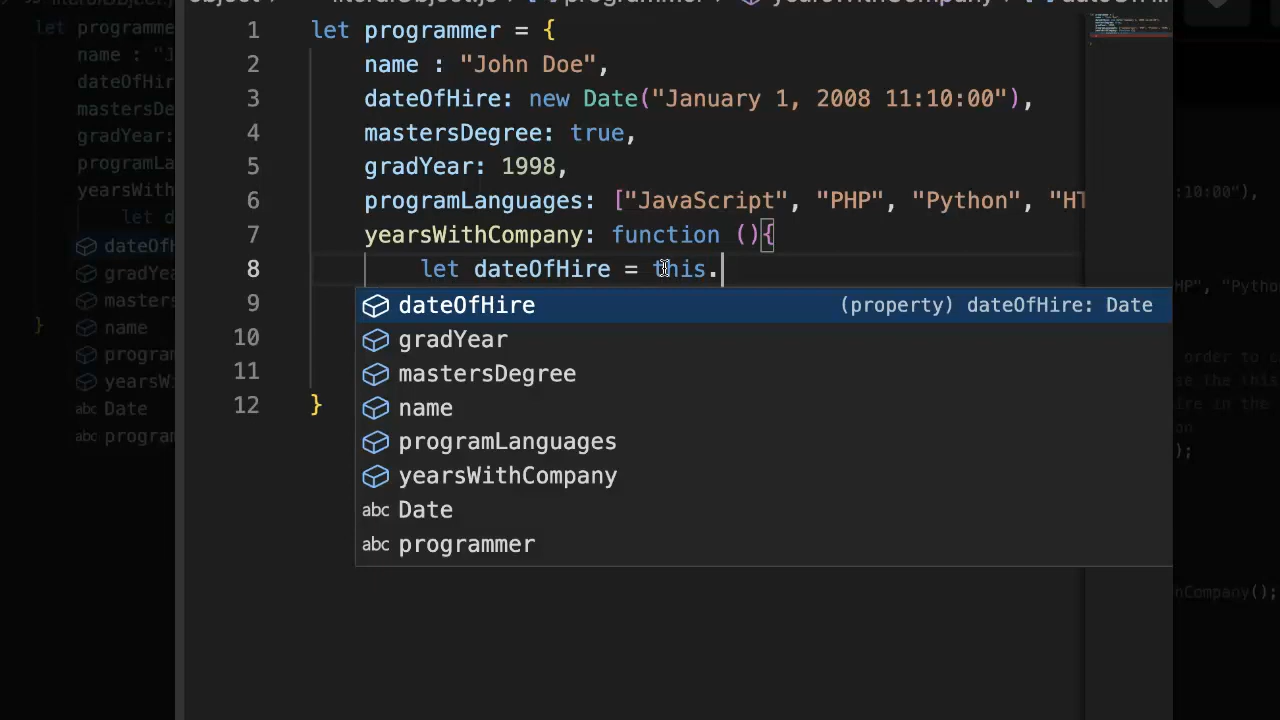 1 let programmer = {
2 name : "John Doe",
3 dateOfHire: new Date("January 1, 2008 11:10:00"),
4 mastersDegree: true,
5 gradYear: 1998,
6 programLanguages: ["JavaScript", "PHP", "Python", "HT
7 yearsWithCompany: function (){
8 let dateOfHire = this.
9 dateOfHire (property) dateOfHire: Date
10 gradYear
11 mastersDegree
12 } name
programLanguages
yearsWithCompany
abc Date
abc programmer